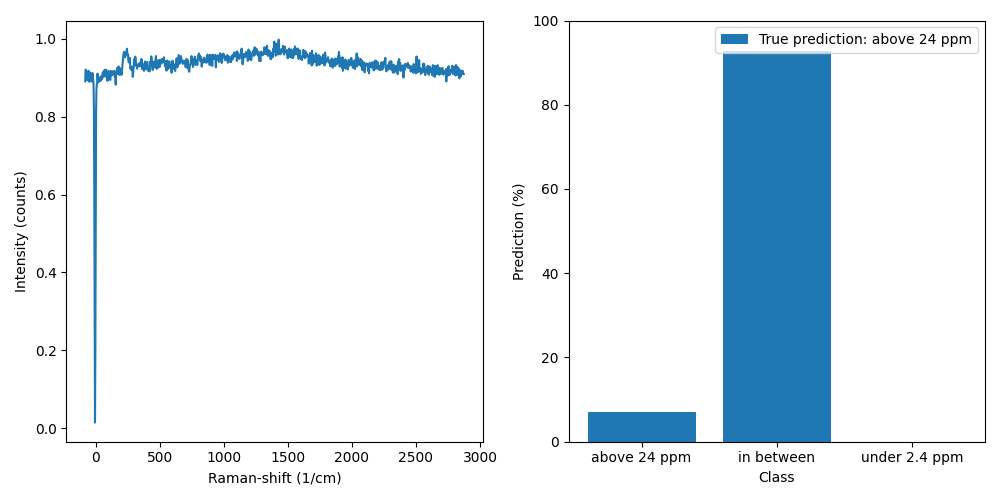 1.0
0.8
0.6
0.4
0.2
0.0
Intensity (counts)
0 500 1000 1500 2000 2500 3000
Raman-shift (1/cm)
True prediction: above 24 ppm
100
80
60
40
20
0
Prediction (%)
above 24 ppm in between under 2.4 ppm
Class